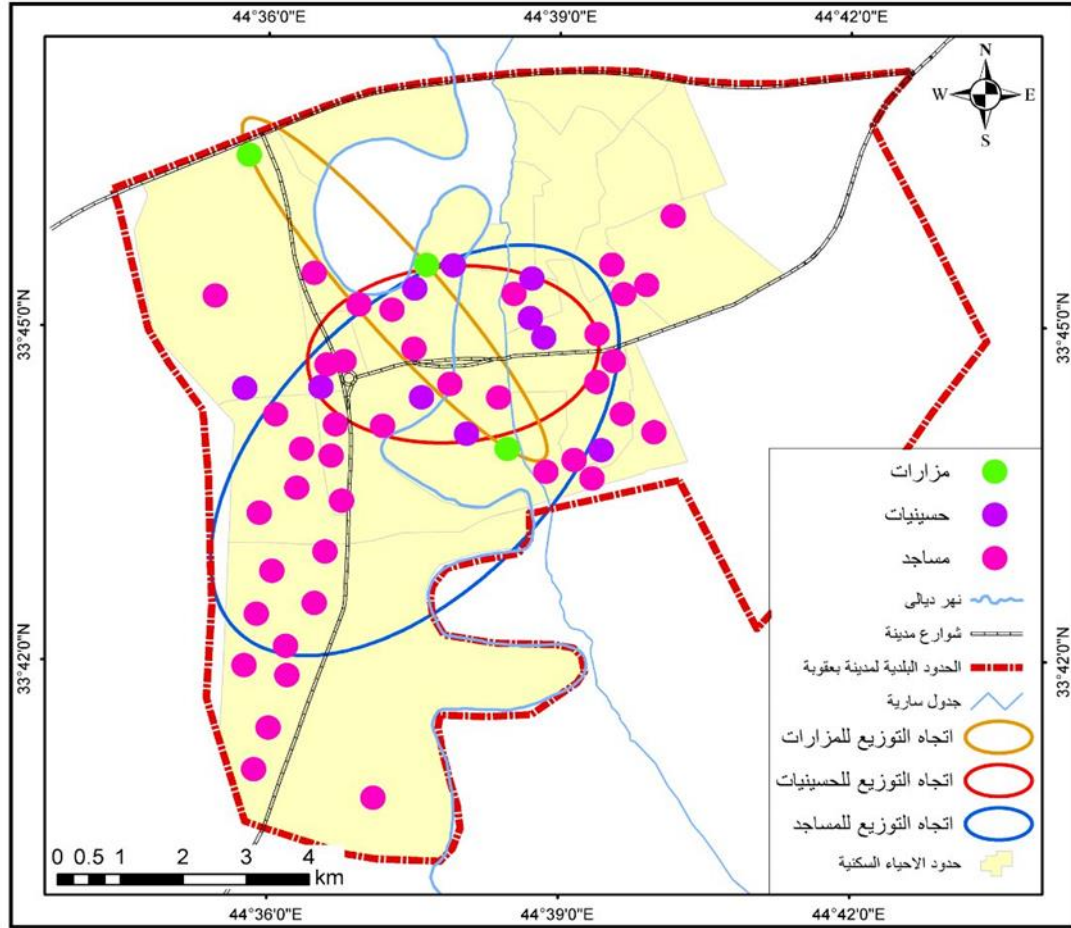 44°36'0"E
44°39'0"E
44°42'0"E
N
W E
S
33°45'0"N
33°45'0"N
33°42'0"N
33°42'0"N
مزارات
حسينيات
مساجد
نهر ديالى
شوارع مدينة
الحدود البلدية لمدينة بعقوبة
جدول سارية
اتجاه التوزيع للمزارات
اتجاه التوزيع للحسينيات
اتجاه التوزيع للمساجد
حدود الاحياء السكنية
0 0.5 1 2 3 4
km
44°36'0"E
44°39'0"E
44°42'0"E